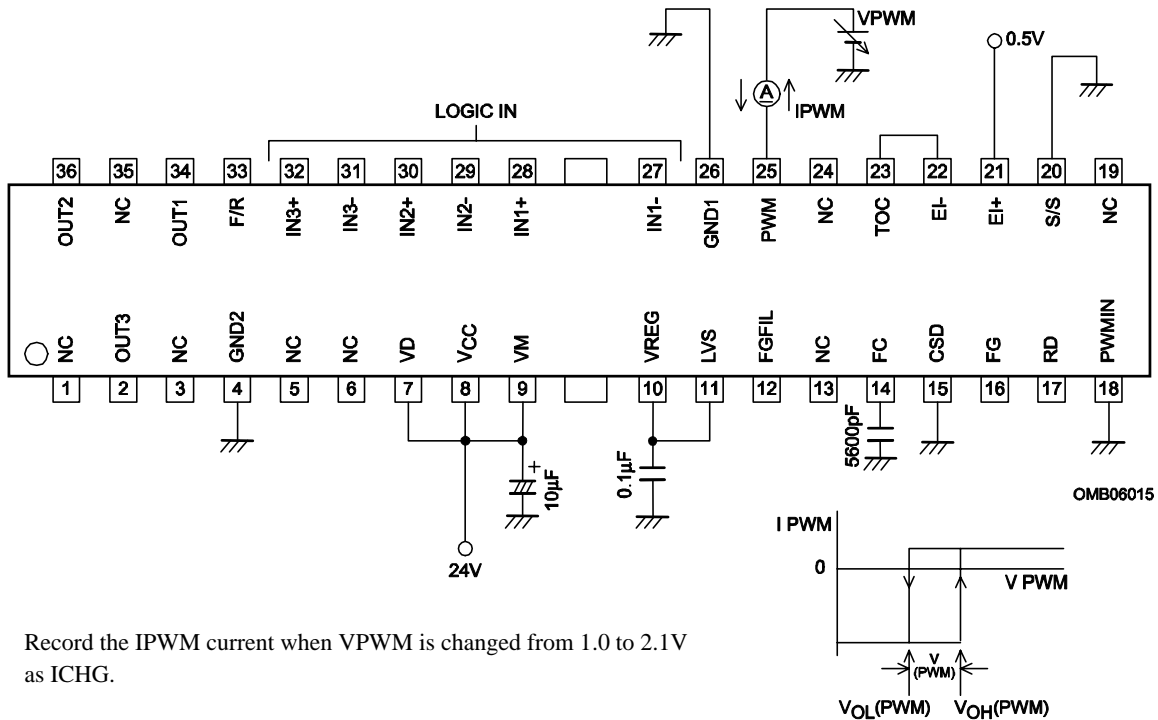 VPWM
0.5V
A
IPWM
LOGIC IN
36 35 34 33 32 31 30 29 28 27 26 25 24 23 22 21 20 19
OUT2 NC OUT1 F/R IN3+ IN3- IN2+ IN2- IN1+ IN1- GND1 PWM NC TOC EI- EI+ S/S NC
NC OUT3 NC GND2 NC NC VD VCC VM VREG LVS FGFIL NC FC CSD FG RD PWMIN
1 2 3 4 5 6 7 8 9 10 11 12 13 14 15 16 17 18
+
10µF
0.1µF
5600pF
24V
OMB06015
I PWM
0
V PWM
V
(PWM)
VOL(PWM) VOH(PWM)
Record the IPWM current when VPWM is changed from 1.0 to 2.1V
as ICHG.